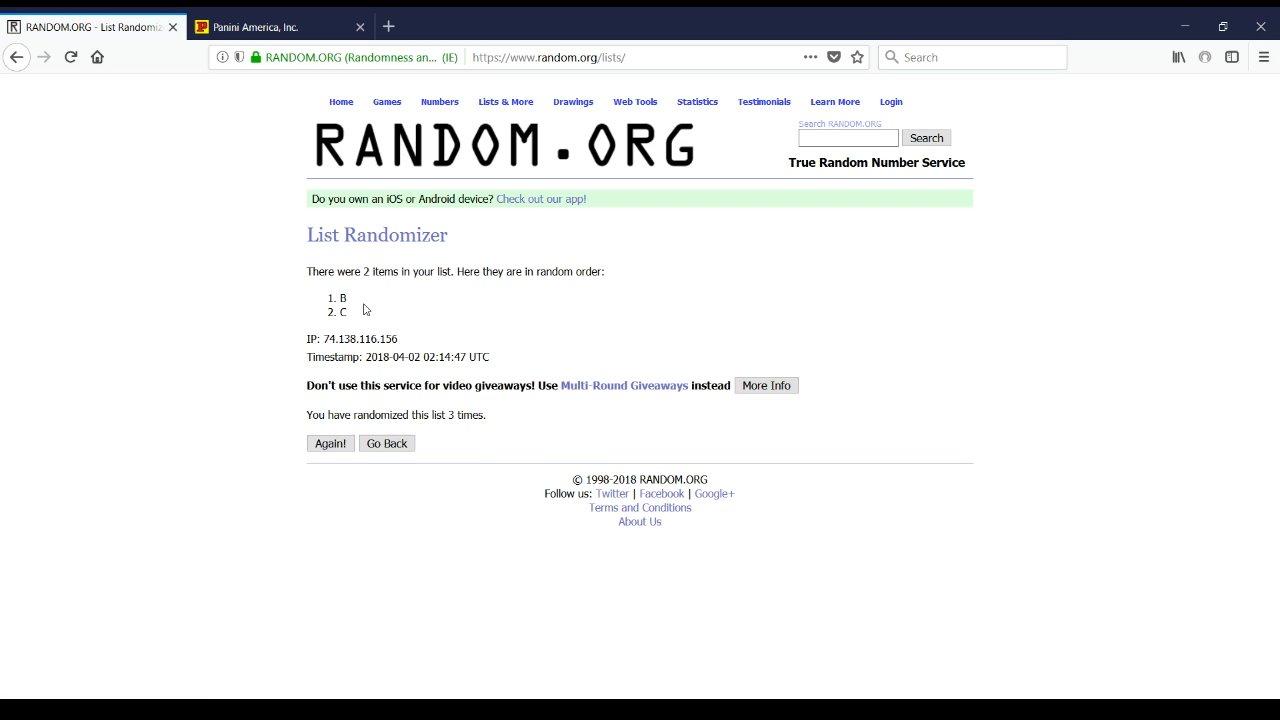 RANDOM.ORG - List Randomiz
Panini America, Inc.
RANDOM.ORG (Randomness an... (IE) https://www.random.org/lists/ Search
Home Games Numbers Lists & More Drawings Web Tools Statistics Testimonials Learn More Login
RANDOM.ORG
Search RANDOM.ORG
Search
True Random Number Service
Do you own an iOS or Android device? Check out our app!
List Randomizer
There were 2 items in your list. Here they are in random order:
1. B
2. C
IP: 74.138.116.156
Timestamp: 2018-04-02 02:14:47 UTC
Don't use this service for video giveaways! Use Multi-Round Giveaways instead More Info
You have randomized this list 3 times.
Again! Go Back
© 1998-2018 RANDOM.ORG
Follow us: Twitter | Facebook | Google+
Terms and Conditions
About Us